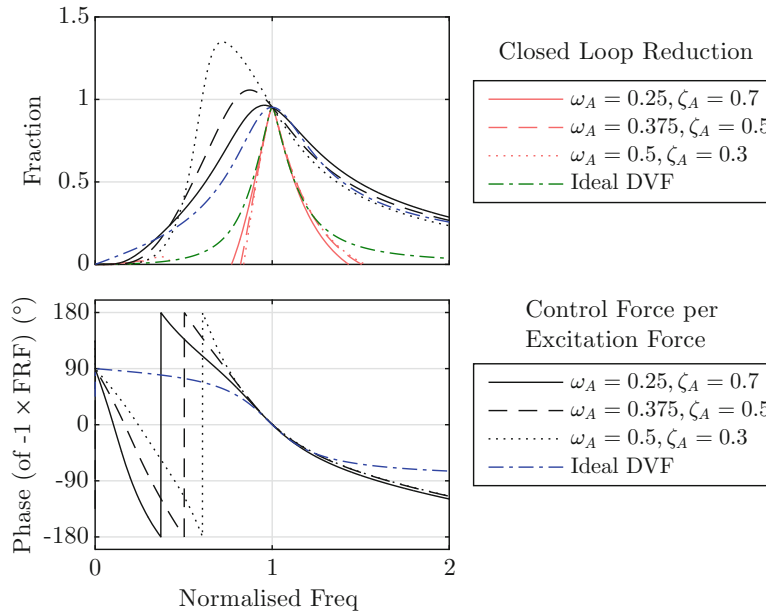 1.5
1
0.5
0
Fraction
Closed Loop Reduction
ω_A = 0.25, ζ_A = 0.7
ω_A = 0.375, ζ_A = 0.5
ω_A = 0.5, ζ_A = 0.3
Ideal DVF
180
90
0
-90
-180
Phase (of -1 × FRF) (°)
0
1
2
Normalised Freq
Control Force per
Excitation Force
ω_A = 0.25, ζ_A = 0.7
ω_A = 0.375, ζ_A = 0.5
ω_A = 0.5, ζ_A = 0.3
Ideal DVF